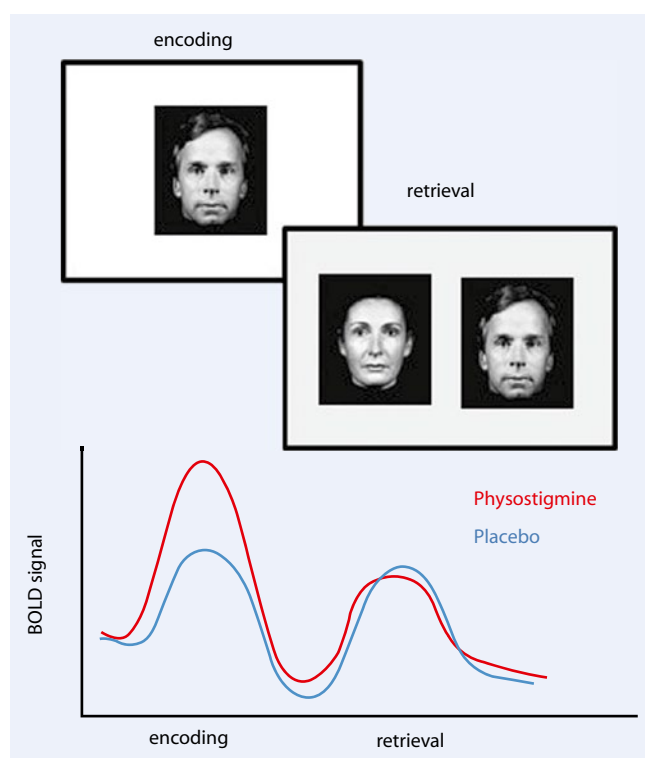 encoding
retrieval
Physostigmine
Placebo
BOLD signal
encoding
retrieval